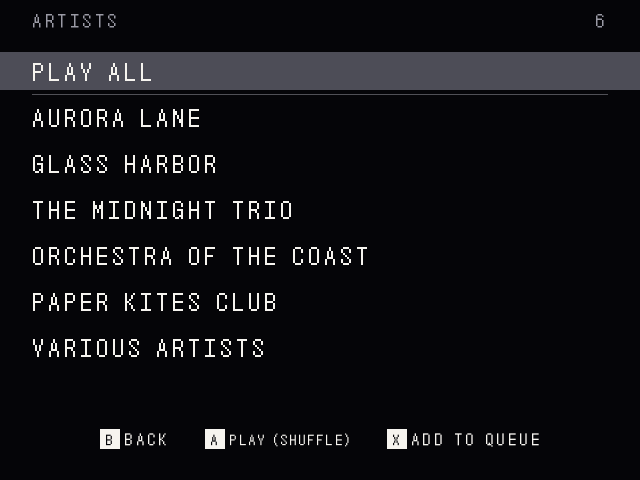 ARTISTS 6
PLAY ALL
AURORA LANE
GLASS HARBOR
THE MIDNIGHT TRIO
ORCHESTRA OF THE COAST
PAPER KITES CLUB
VARIOUS ARTISTS
B BACK A PLAY (SHUFFLE) X ADD TO QUEUE